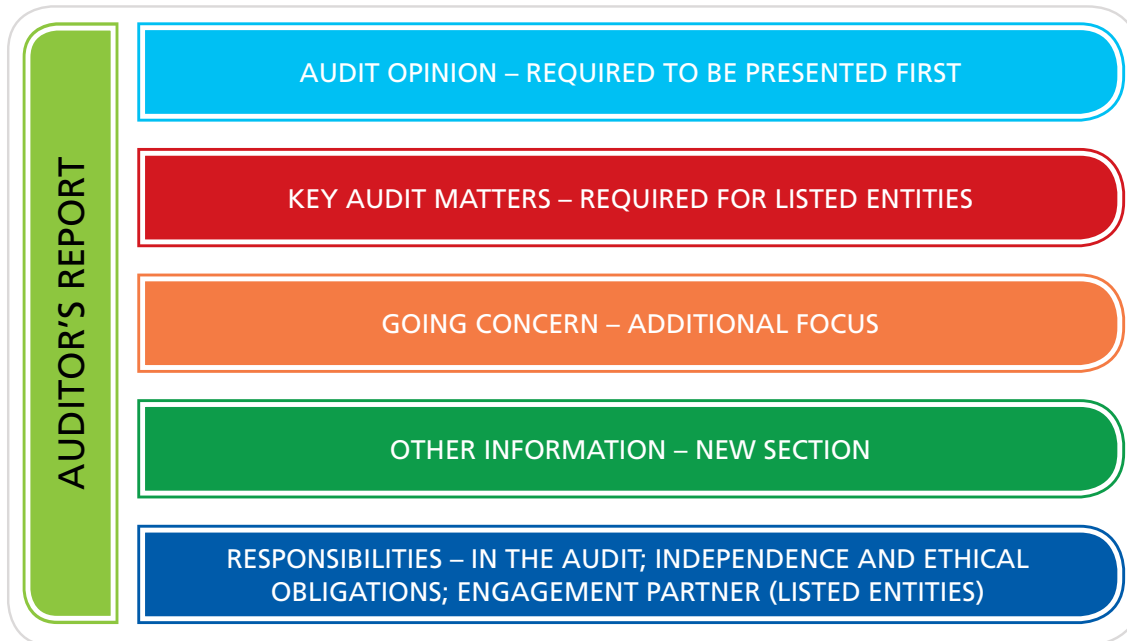 AUDITOR’S REPORT
AUDIT OPINION – REQUIRED TO BE PRESENTED FIRST
KEY AUDIT MATTERS – REQUIRED FOR LISTED ENTITIES
GOING CONCERN – ADDITIONAL FOCUS
OTHER INFORMATION – NEW SECTION
RESPONSIBILITIES – IN THE AUDIT; INDEPENDENCE AND ETHICAL
OBLIGATIONS; ENGAGEMENT PARTNER (LISTED ENTITIES)